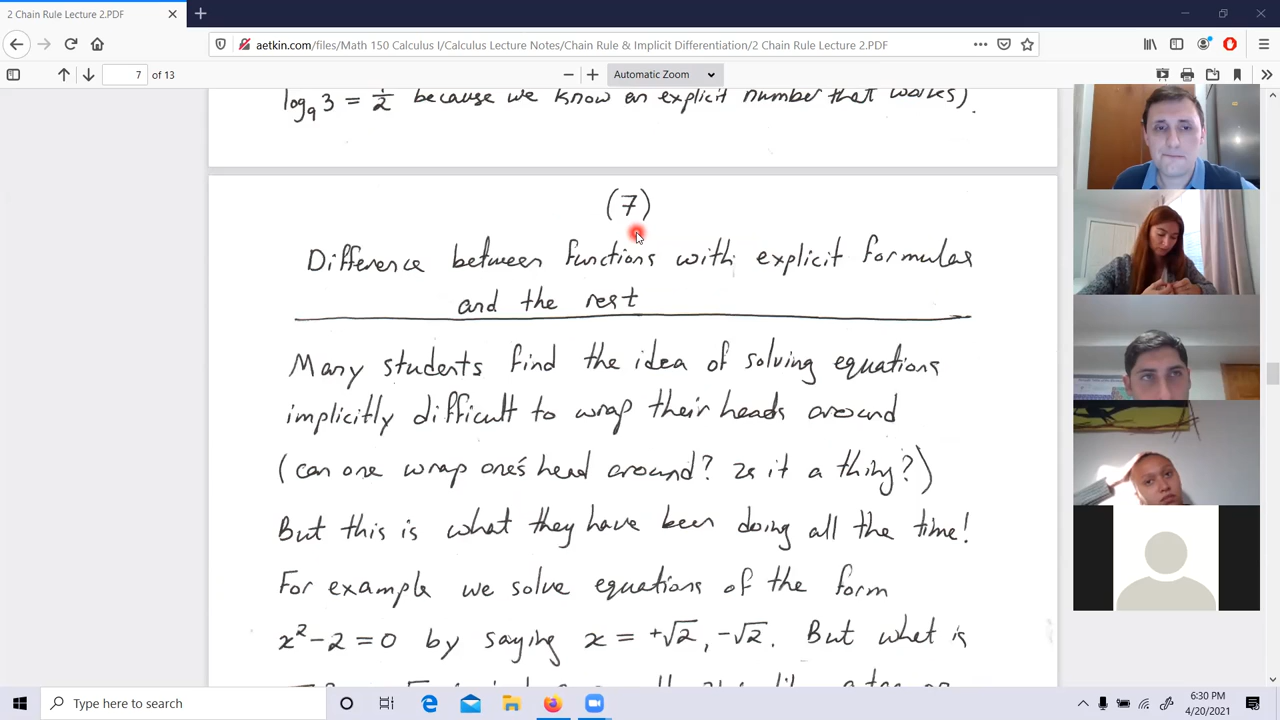 2 Chain Rule Lecture 2.PDF
aetkin.com/files/Math 150 Calculus I/Calculus Lecture Notes/Chain Rule & Implicit Differentiation/2 Chain Rule Lecture 2.PDF
7 of 13
Automatic Zoom
log₉ 3 = 1/2 because we know an explicit number that works).
(7)
Difference between functions with explicit formulas
and the rest
Many students find the idea of solving equations
implicitly difficult to wrap their heads around
(can one wrap one's head around? Is it a thing?)
But this is what they have been doing all the time!
For example we solve equations of the form
x² - 2 = 0 by saying x = +√2, -√2. But what is
Type here to search
6:30 PM
4/20/2021